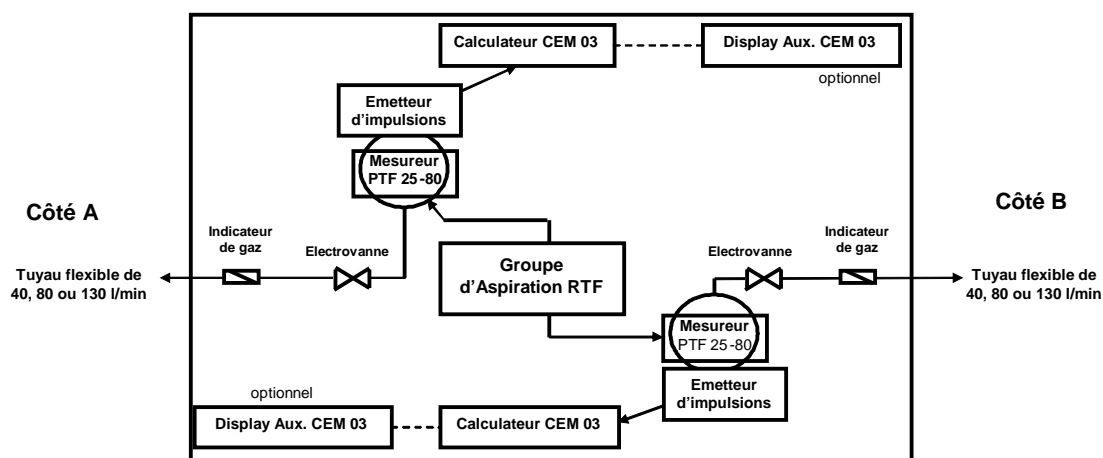 Calculateur CEM 03
Display Aux. CEM 03
optionnel
Emetteur
d'impulsions
Mesureur
PTF 25-80
Côté A
Côté B
Indicateur
de gaz
Electrovanne
Groupe
d'Aspiration RTF
Electrovanne
Indicateur
de gaz
Tuyau flexible de
40, 80 ou 130 l/min
Tuyau flexible de
40, 80 ou 130 l/min
Mesureur
PTF 25-80
Emetteur
d'impulsions
optionnel
Display Aux. CEM 03
Calculateur CEM 03